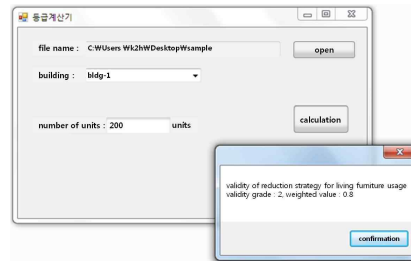 등급계산기
file name : C:₩Users ₩k2h₩Desktop₩sample open
building : bldg-1
number of units : 200 units calculation
validity of reduction strategy for living furniture usage
validity grade : 2, weighted value : 0.8
confirmation